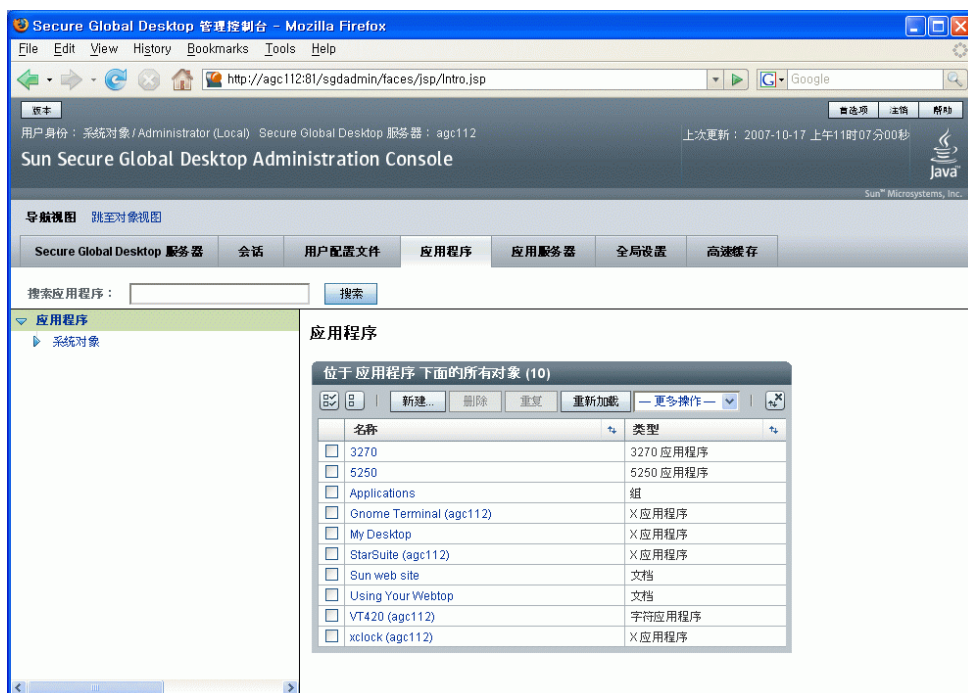 Secure Global Desktop 管理控制台 - Mozilla Firefox
File Edit View History Bookmarks Tools Help
http://agc112:81/sgdadmin/faces/jsp/Intro.jsp
G Google
版本
首选项 注销 帮助
用户身份： 系统对象 / Administrator (Local) Secure Global Desktop 服务器： agc112
上次更新： 2007-10-17 上午11时07分00秒
Sun Secure Global Desktop Administration Console
Java™
Sun™ Microsystems, Inc.
导航视图 跳至对象视图
Secure Global Desktop 服务器 会话 用户配置文件 应用程序 应用服务器 全局设置 高速缓存
搜索应用程序： 搜索
应用程序
系统对象
应用程序
位于 应用程序 下面的所有对象 (10)
新建... 删除 重复 重新加载 — 更多操作 —
名称 类型
3270 3270 应用程序
5250 5250 应用程序
Applications 组
Gnome Terminal (agc112) X 应用程序
My Desktop X 应用程序
StarSuite (agc112) X 应用程序
Sun web site 文档
Using Your Webtop 文档
VT420 (agc112) 字符应用程序
xclock (agc112) X 应用程序